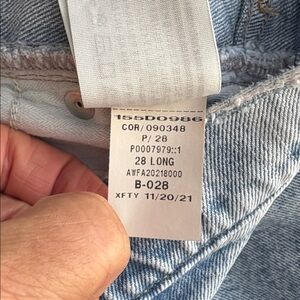 155D0986
COR/090348
P/ 28
P0007979::1
28 LONG
AWFA20218000
B-028
XFTY 11/20/21